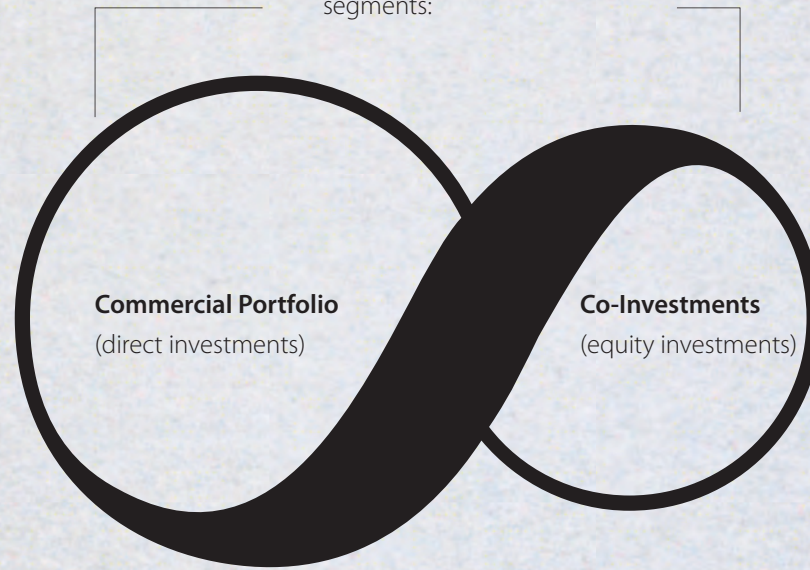 segments:
Commercial Portfolio
(direct investments)
Co-Investments
(equity investments)